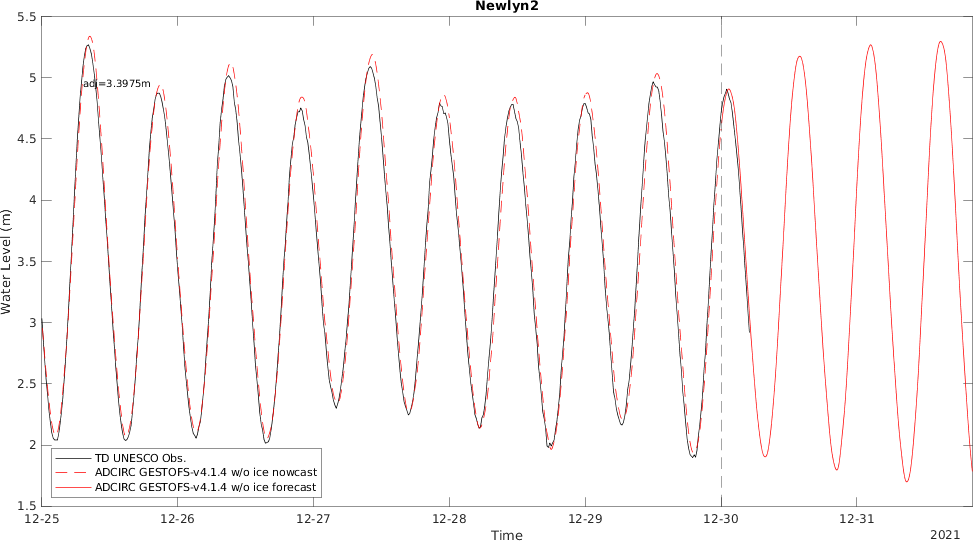 Newlyn2
5.5
5
4.5
4
3.5
3
2.5
2
1.5
Water Level (m)
adj=3.3975m
TD UNESCO Obs.
ADCIRC GESTOFS-v4.1.4 w/o ice nowcast
ADCIRC GESTOFS-v4.1.4 w/o ice forecast
12-25 12-26 12-27 12-28 12-29 12-30 12-31
Time
2021